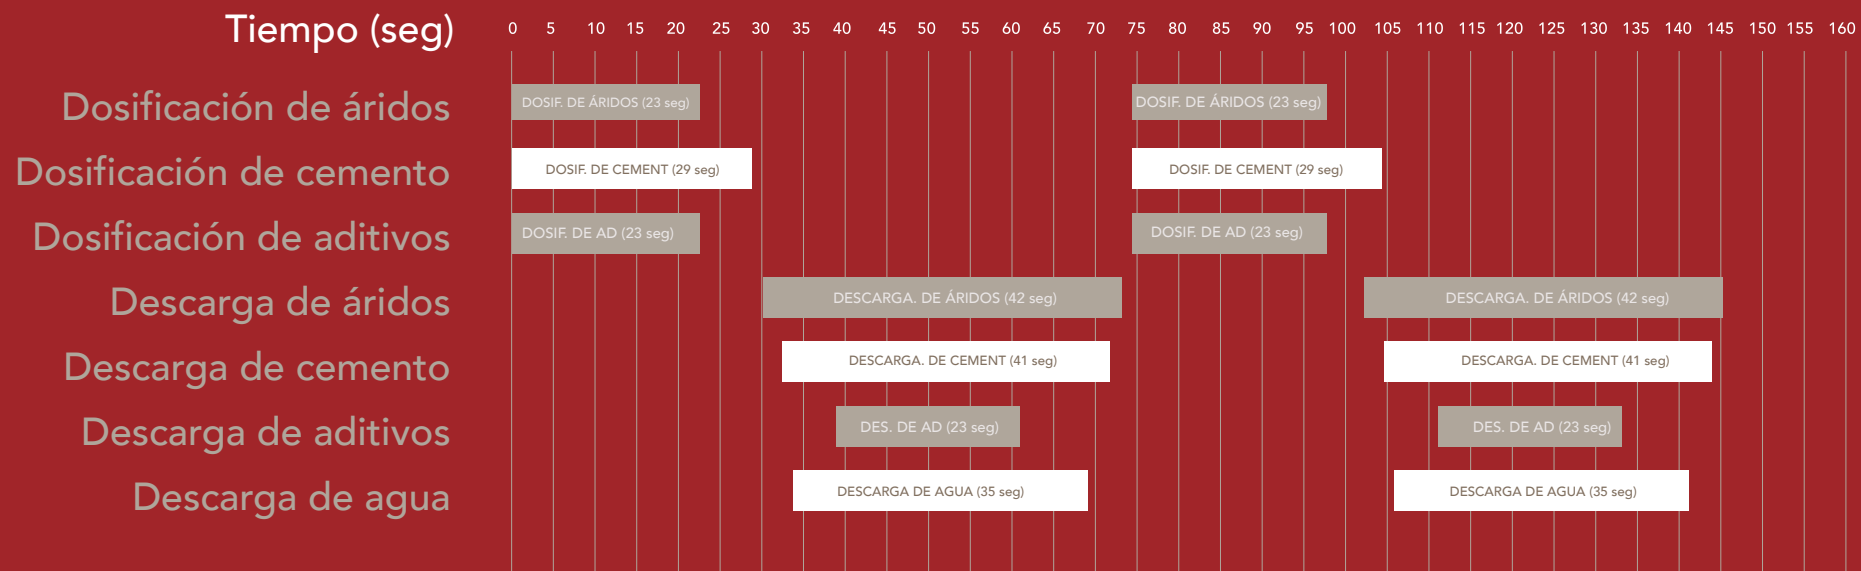 Tiempo (seg) 0 5 10 15 20 25 30 35 40 45 50 55 60 65 70 75 80 85 90 95 100 105 110 115 120 125 130 135 140 145 150 155 160
Dosificación de áridos DOSIF. DE ÁRIDOS (23 seg) DOSIF. DE ÁRIDOS (23 seg)
Dosificación de cemento DOSIF. DE CEMENT (29 seg) DOSIF. DE CEMENT (29 seg)
Dosificación de aditivos DOSIF. DE AD (23 seg) DOSIF. DE AD (23 seg)
Descarga de áridos DESCARGA. DE ÁRIDOS (42 seg) DESCARGA. DE ÁRIDOS (42 seg)
Descarga de cemento DESCARGA. DE CEMENT (41 seg) DESCARGA. DE CEMENT (41 seg)
Descarga de aditivos DES. DE AD (23 seg) DES. DE AD (23 seg)
Descarga de agua DESCARGA DE AGUA (35 seg) DESCARGA DE AGUA (35 seg)